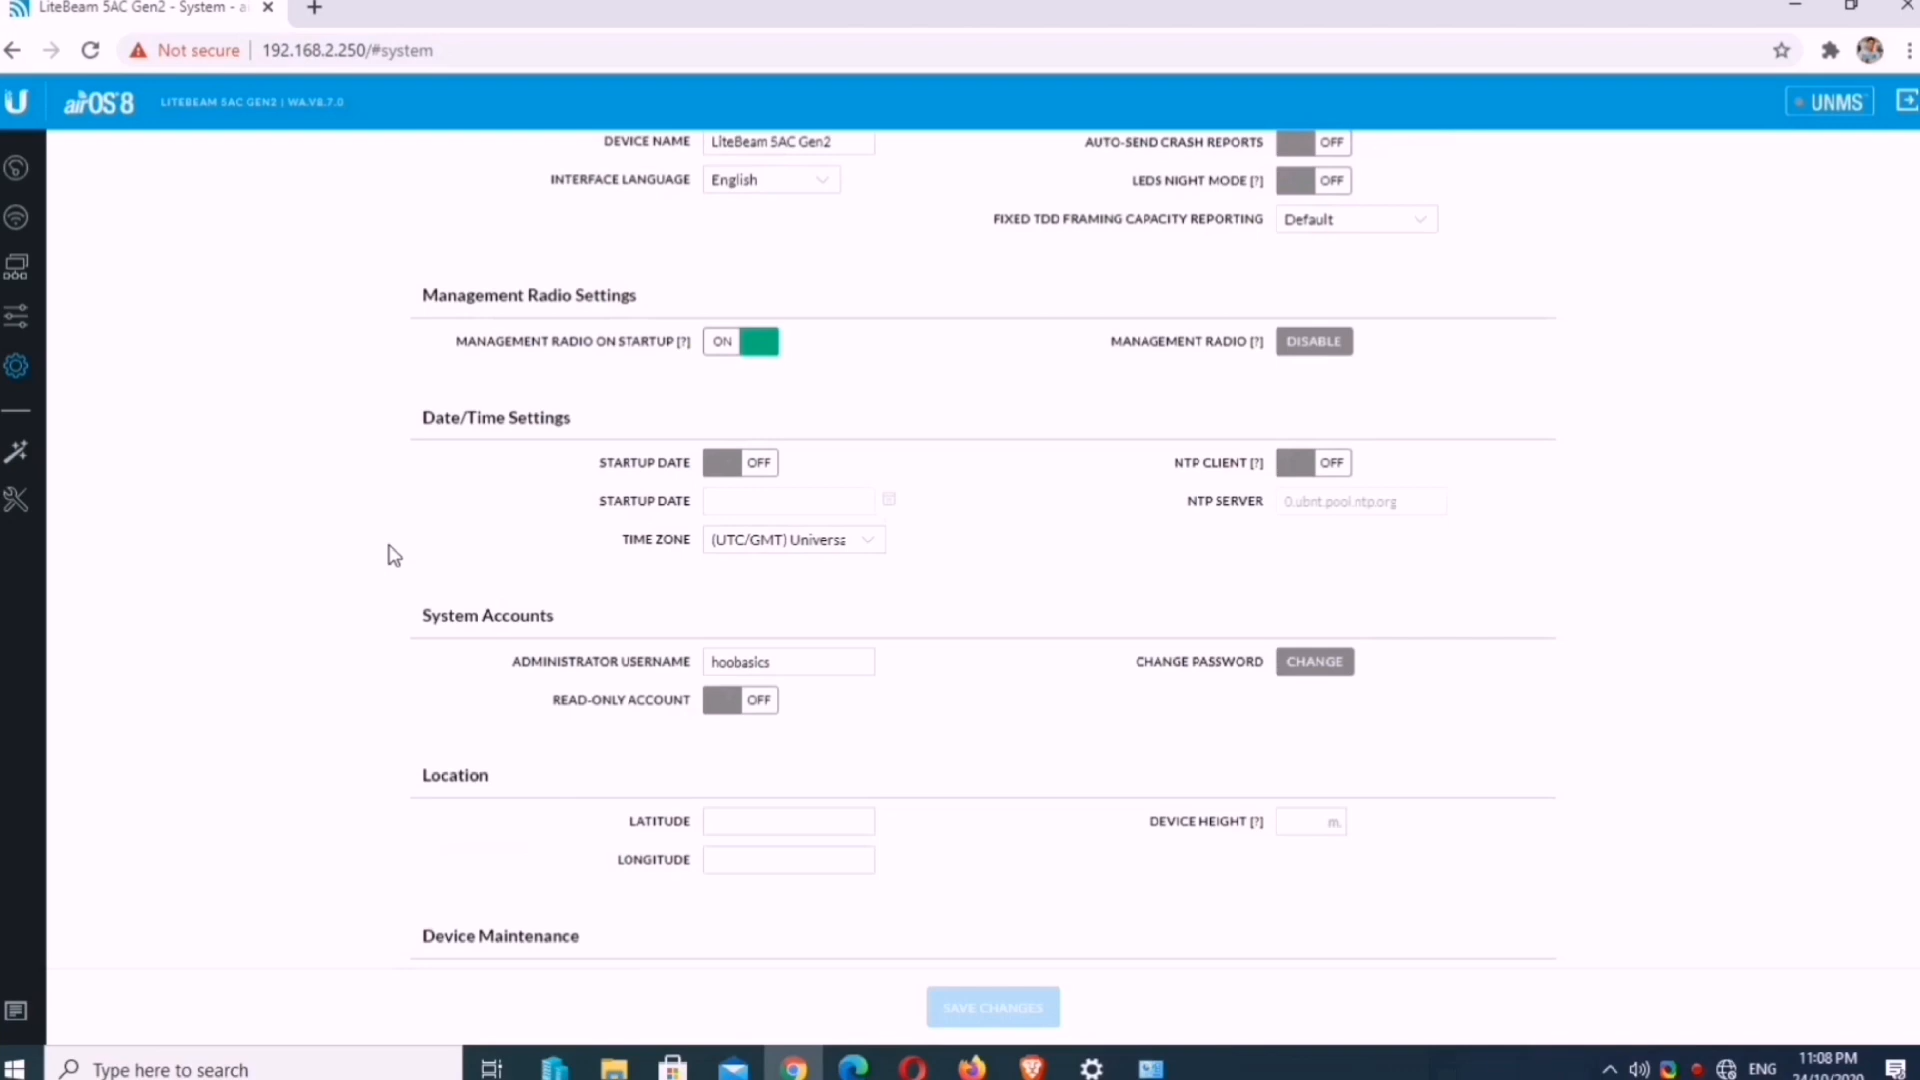 LiteBeam 5AC Gen2 - System - ai
Not secure 192.168.2.250/#system
airOS 8 LITEBEAM 5AC GEN2 | WA.V8.7.0 UNMS
DEVICE NAME LiteBeam 5AC Gen2 AUTO-SEND CRASH REPORTS OFF
INTERFACE LANGUAGE English LEDS NIGHT MODE [?] OFF
FIXED TDD FRAMING CAPACITY REPORTING Default
Management Radio Settings
MANAGEMENT RADIO ON STARTUP [?] ON MANAGEMENT RADIO [?] DISABLE
Date/Time Settings
STARTUP DATE OFF NTP CLIENT [?] OFF
STARTUP DATE NTP SERVER 0.ubnt.pool.ntp.org
TIME ZONE (UTC/GMT) Universa
System Accounts
ADMINISTRATOR USERNAME hoobasics CHANGE PASSWORD CHANGE
READ-ONLY ACCOUNT OFF
Location
LATITUDE DEVICE HEIGHT [?] m.
LONGITUDE
Device Maintenance
SAVE CHANGES
Type here to search ENG 11:08 PM
24/10/2020